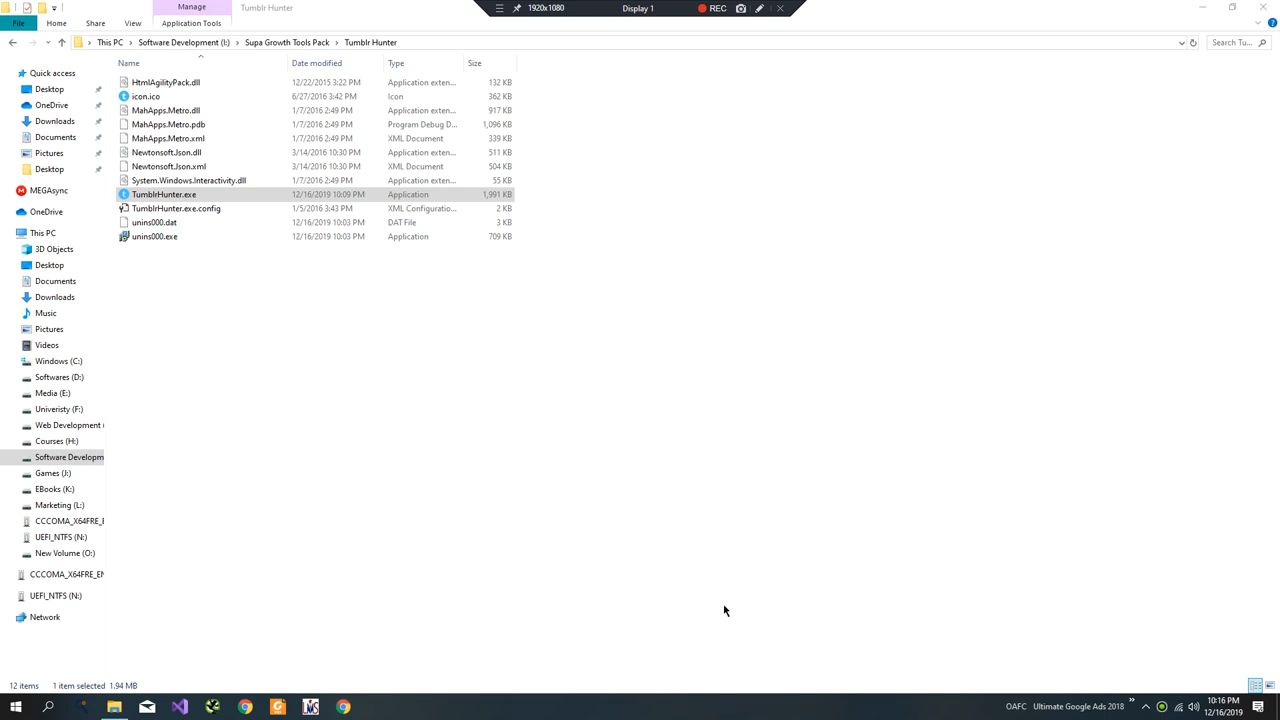 Manage
Tumblr Hunter
1920x1080
Display 1
REC
File
Home
Share
View
Application Tools
This PC
Software Development (I:)
Supa Growth Tools Pack
Tumblr Hunter
Search Tu...
Name
Date modified
Type
Size
HtmlAgilityPack.dll 12/22/2015 3:22 PM Application exten... 132 KB
icon.ico 6/27/2016 3:42 PM Icon 362 KB
MahApps.Metro.dll 1/7/2016 2:49 PM Application exten... 917 KB
MahApps.Metro.pdb 1/7/2016 2:49 PM Program Debug D... 1,096 KB
MahApps.Metro.xml 1/7/2016 2:49 PM XML Document 339 KB
Newtonsoft.Json.dll 3/14/2016 10:30 PM Application exten... 511 KB
Newtonsoft.Json.xml 3/14/2016 10:30 PM XML Document 504 KB
System.Windows.Interactivity.dll 1/7/2016 2:49 PM Application exten... 55 KB
TumblrHunter.exe 12/16/2019 10:09 PM Application 1,991 KB
TumblrHunter.exe.config 1/5/2016 3:43 PM XML Configuratio... 2 KB
unins000.dat 12/16/2019 10:03 PM DAT File 3 KB
unins000.exe 12/16/2019 10:03 PM Application 709 KB
Quick access
Desktop
OneDrive
Downloads
Documents
Pictures
Desktop
MEGAsync
OneDrive
This PC
3D Objects
Desktop
Documents
Downloads
Music
Pictures
Videos
Windows (C:)
Softwares (D:)
Media (E:)
Univeristy (F:)
Web Development (
Courses (H:)
Software Developm
Games (J:)
EBooks (K:)
Marketing (L:)
CCCOMA_X64FRE_E
UEFI_NTFS (N:)
New Volume (O:)
CCCOMA_X64FRE_EN
UEFI_NTFS (N:)
Network
12 items
1 item selected 1.94 MB
OAFC
Ultimate Google Ads 2018
10:16 PM
12/16/2019